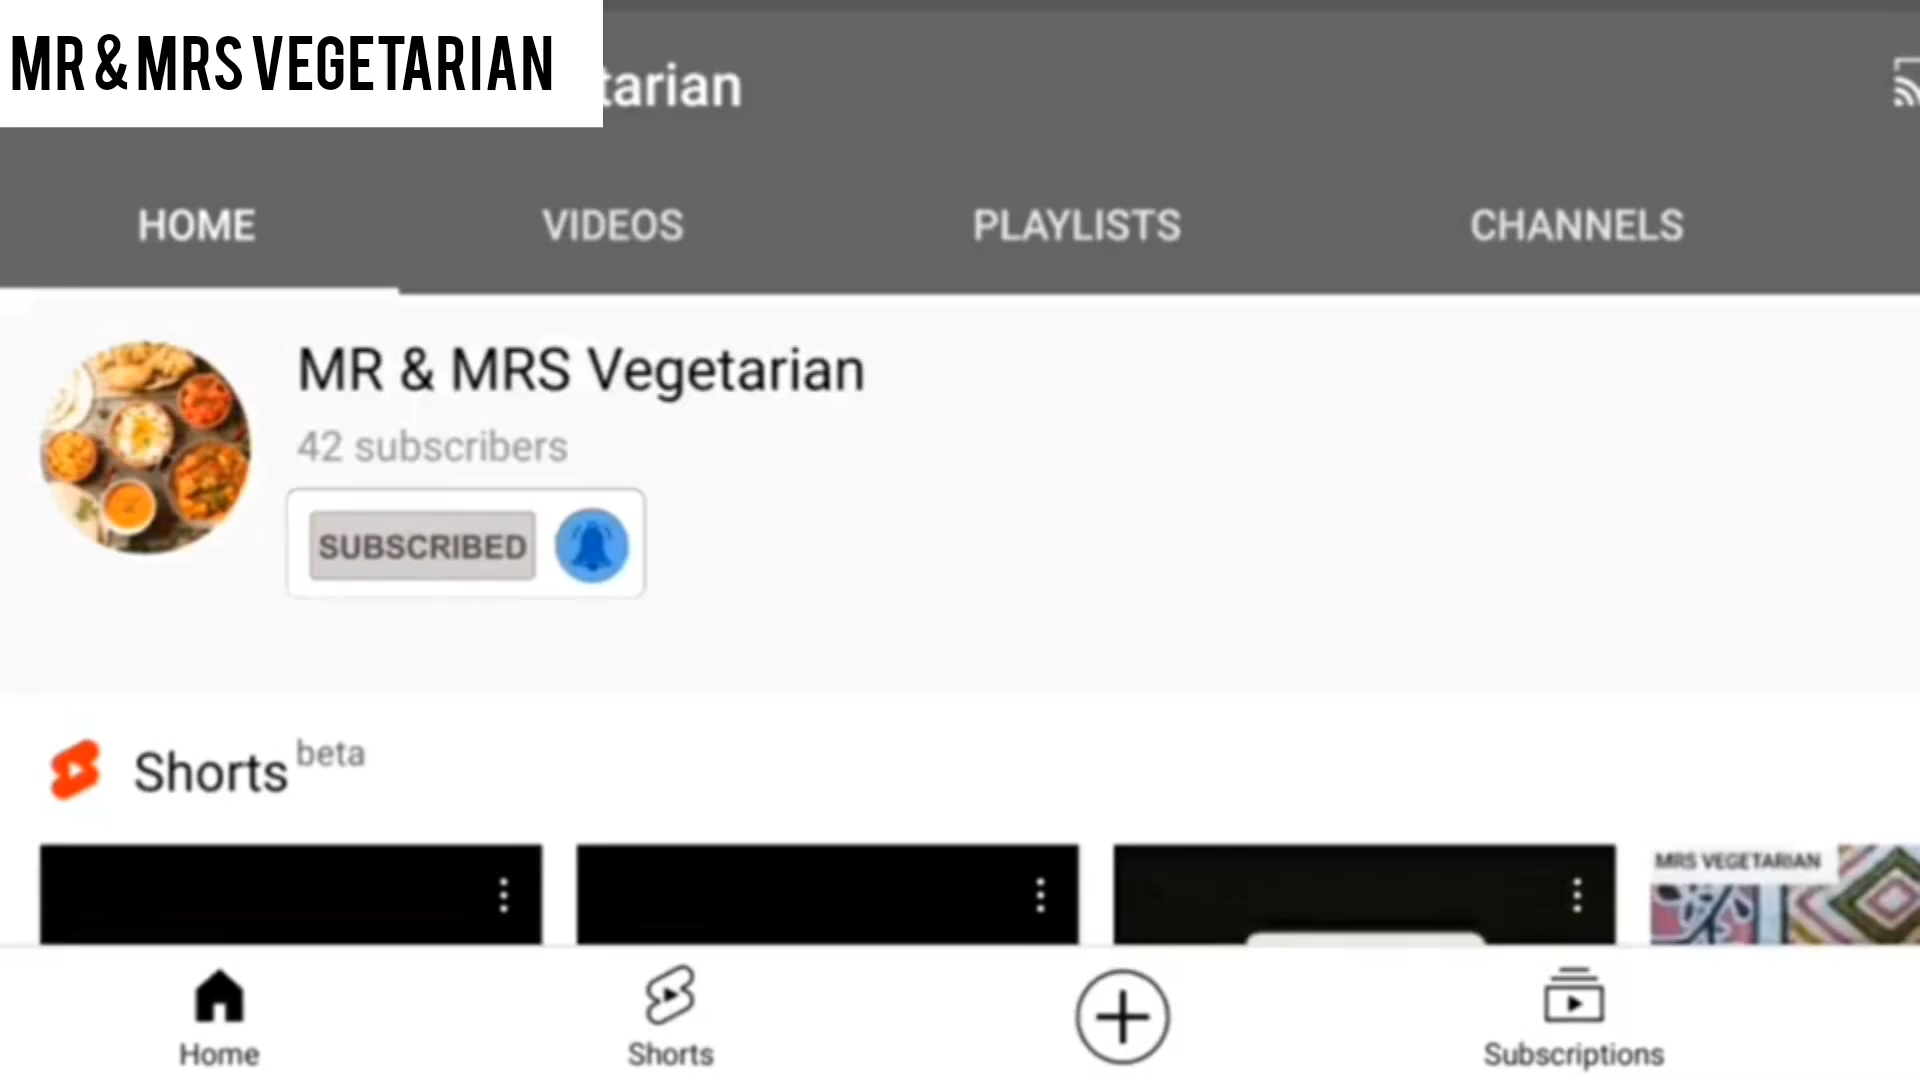 MR & MRS VEGETARIAN
tarian
HOME VIDEOS PLAYLISTS CHANNELS
MR & MRS Vegetarian
42 subscribers
SUBSCRIBED
Shorts beta
MRS VEGETARIAN
Home Shorts Subscriptions